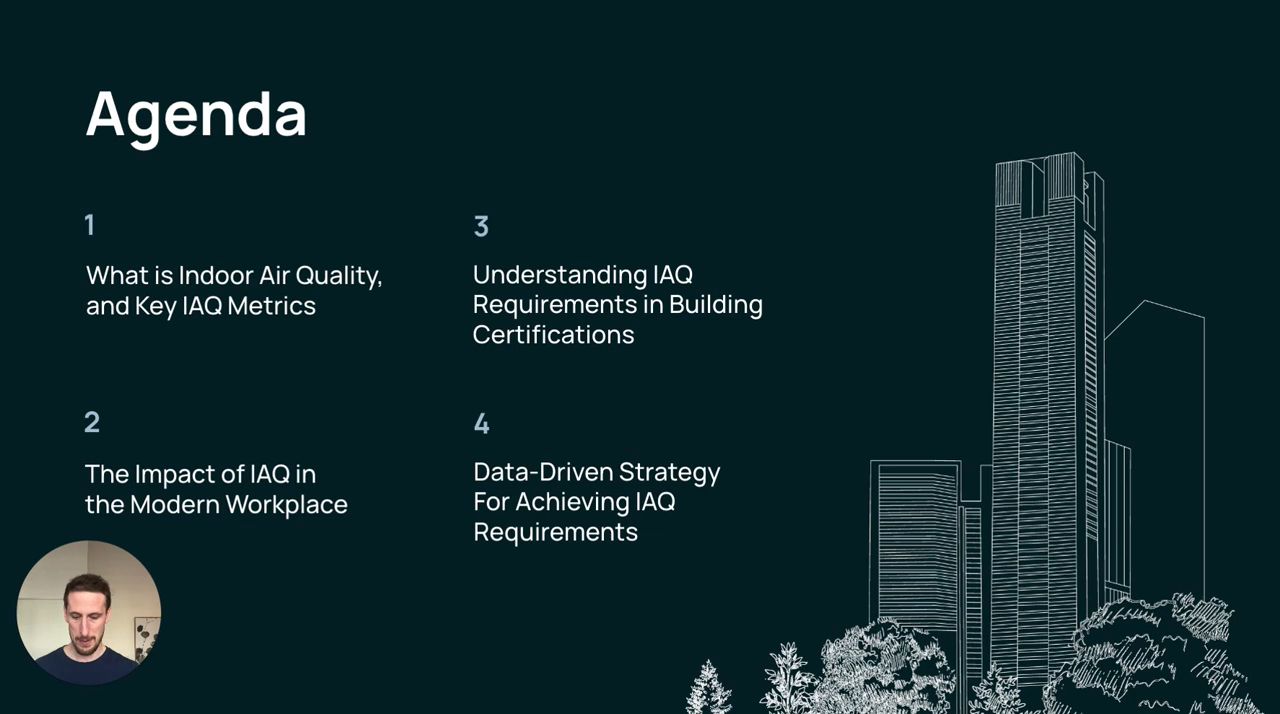 Agenda
1
What is Indoor Air Quality,
and Key IAQ Metrics
2
The Impact of IAQ in
the Modern Workplace
3
Understanding IAQ
Requirements in Building
Certifications
4
Data-Driven Strategy
For Achieving IAQ
Requirements